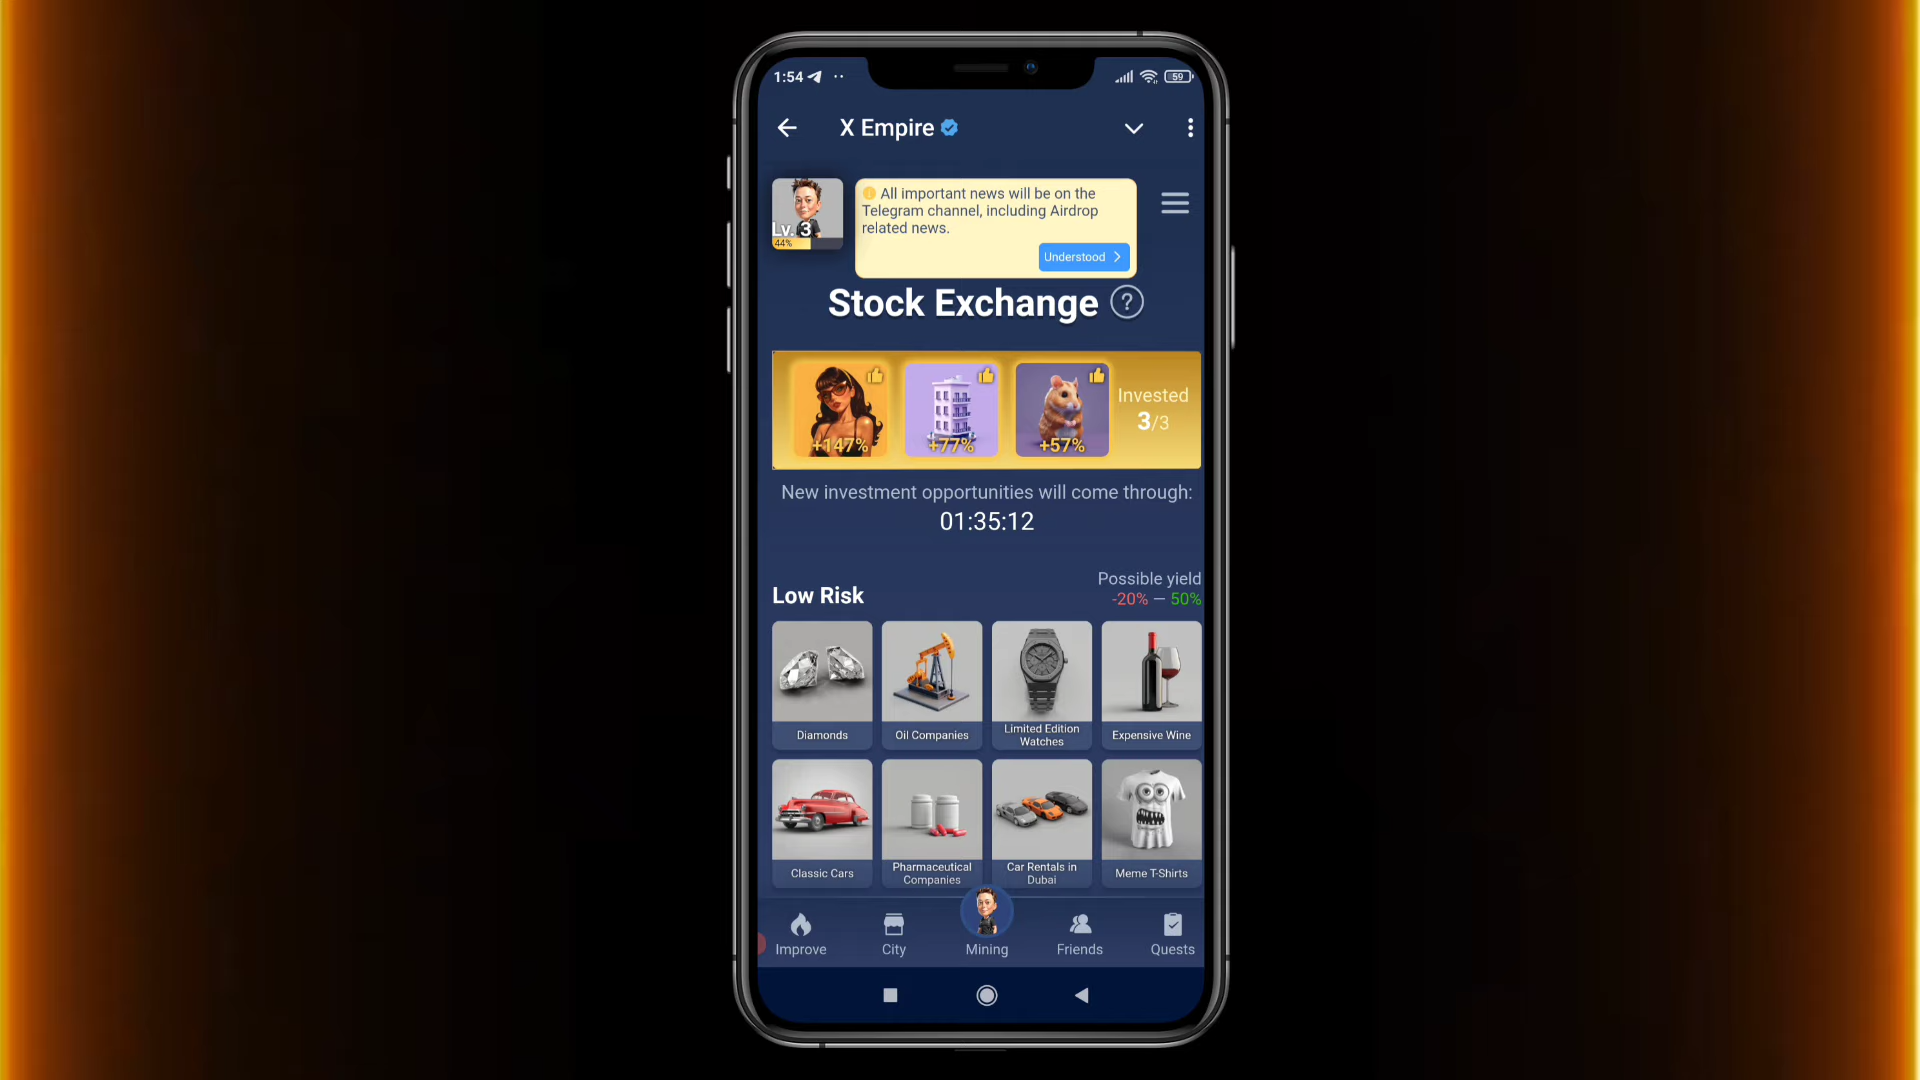 1:54
59
X Empire
Lv. 3
44%
All important news will be on the
Telegram channel, including Airdrop
related news.
Understood
Stock Exchange ?
+147%
+77%
+57%
Invested
3/3
New investment opportunities will come through:
01:35:12
Low Risk
Possible yield
-20% — 50%
Diamonds
Oil Companies
Limited Edition
Watches
Expensive Wine
Classic Cars
Pharmaceutical
Companies
Car Rentals in
Dubai
Meme T-Shirts
Improve
City
Mining
Friends
Quests